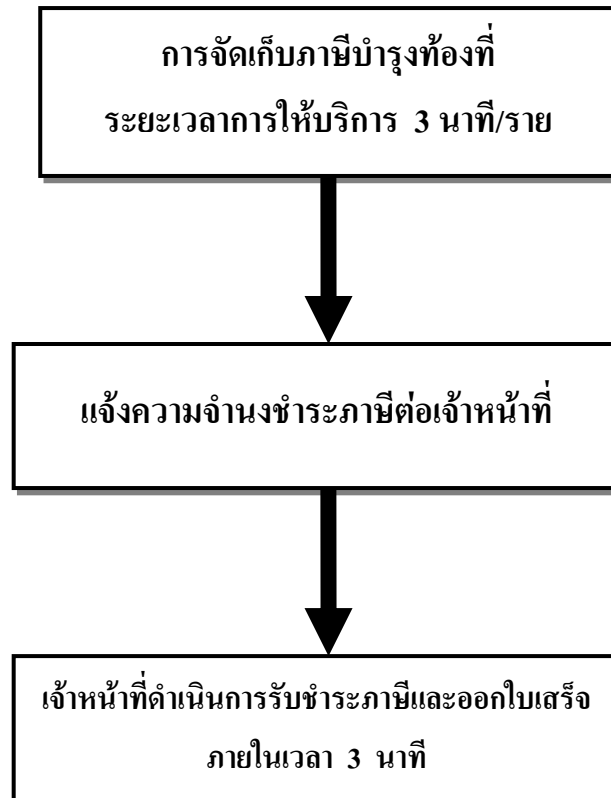 การจัดเก็บภาษีบำรุงท้องที่
ระยะเวลาการให้บริการ 3 นาที/ราย
แจ้งความจำนงชำระภาษีต่อเจ้าหน้าที่
เจ้าหน้าที่ดำเนินการรับชำระภาษีและออกใบเสร็จ
ภายในเวลา 3 นาที